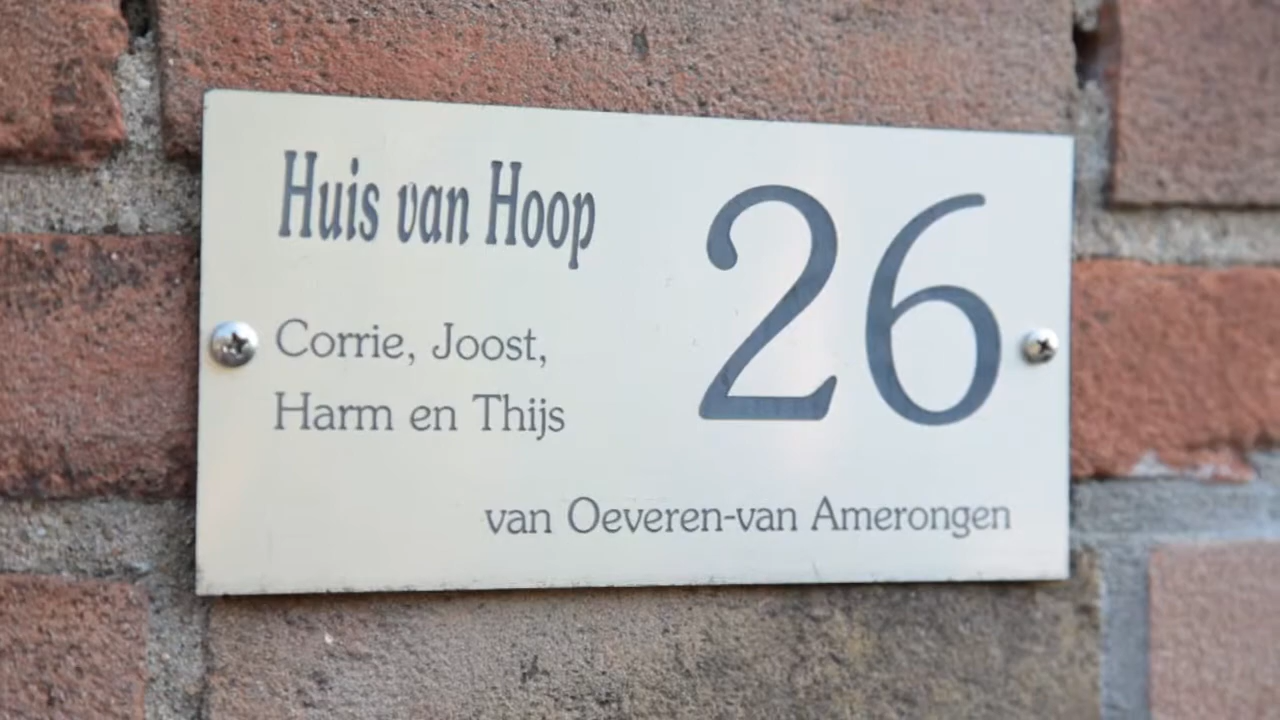 Huis van Hoop
26
Corrie, Joost,
Harm en Thijs
van Oeveren-van Amerongen